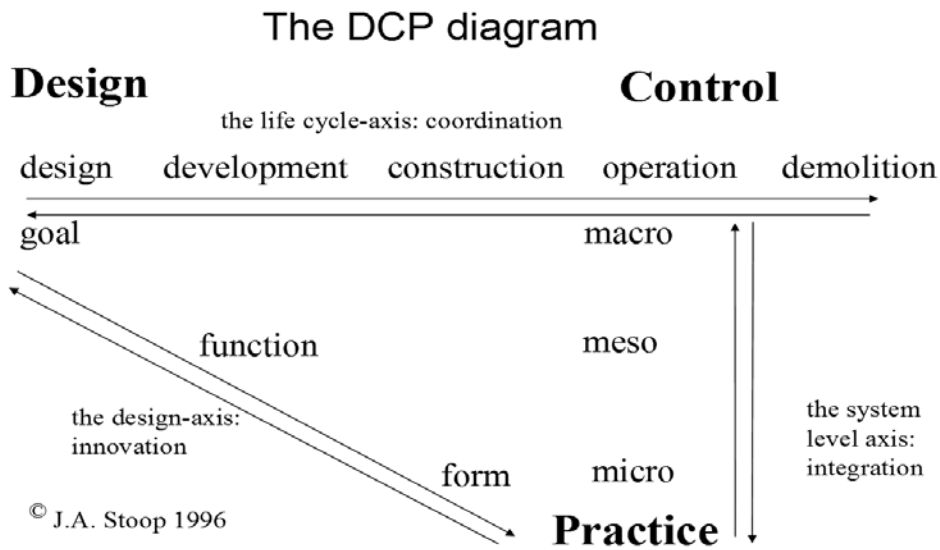 The DCP diagram
Design Control
the life cycle-axis: coordination
design development construction operation demolition
goal macro
function meso
the design-axis:
innovation
the system
level axis:
integration
form micro
© J.A. Stoop 1996
Practice